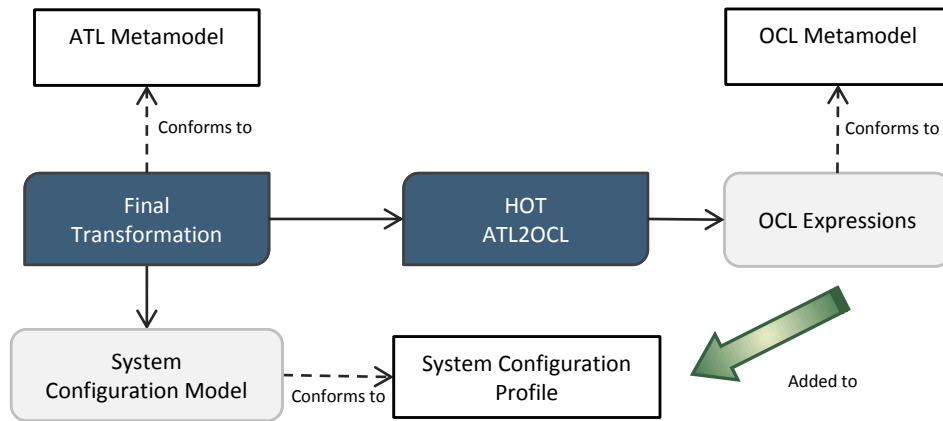 ATL Metamodel
OCL Metamodel
Conforms to
Conforms to
Final
Transformation
HOT
ATL2OCL
OCL Expressions
System
Configuration Model
Conforms to
System Configuration
Profile
Added to